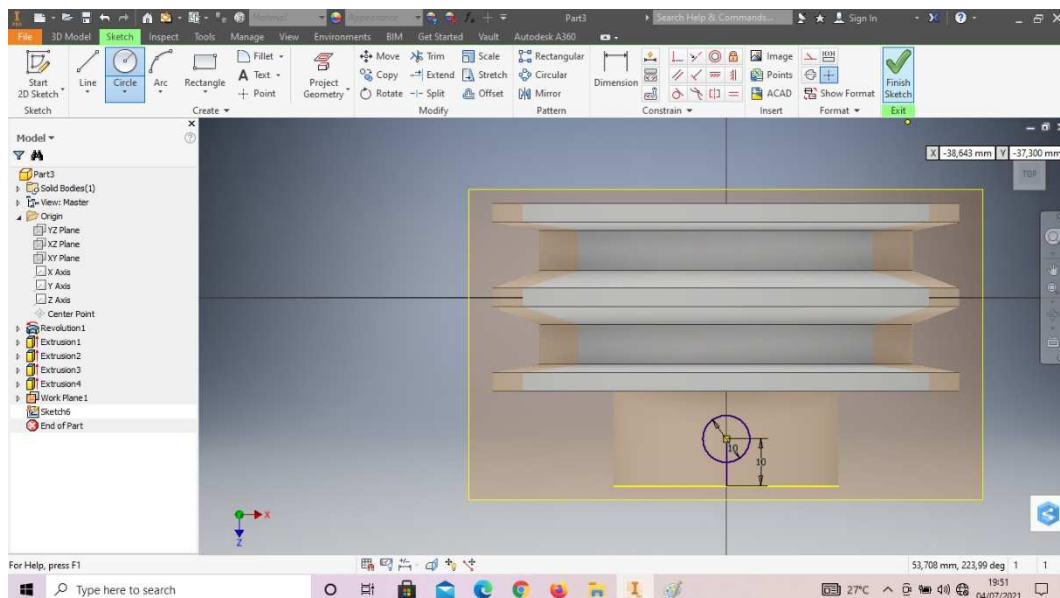 Material
Appearance
Part3
Search Help & Commands...
Sign In
File 3D Model Sketch Inspect Tools Manage View Environments BIM Get Started Vault Autodesk A360
Start
2D Sketch
Line
Circle
Arc
Rectangle
Fillet
Text
Point
Project
Geometry
Move Trim Scale
Copy Extend Stretch
Rotate Split Offset
Rectangular
Circular
Mirror
Dimension
Image
Points
ACAD
Show Format
Finish
Sketch
Sketch Create Modify Pattern Constrain Insert Format Exit
Model
Part3
Solid Bodies(1)
View: Master
Origin
YZ Plane
XZ Plane
XY Plane
X Axis
Y Axis
Z Axis
Center Point
Revolution1
Extrusion1
Extrusion2
Extrusion3
Extrusion4
Work Plane1
Sketch6
End of Part
X -38,643 mm Y -37,300 mm
TOP
10
10
X
Z
For Help, press F1
53,708 mm, 223,99 deg 1 1
Type here to search
27°C
19:51
04/07/2021